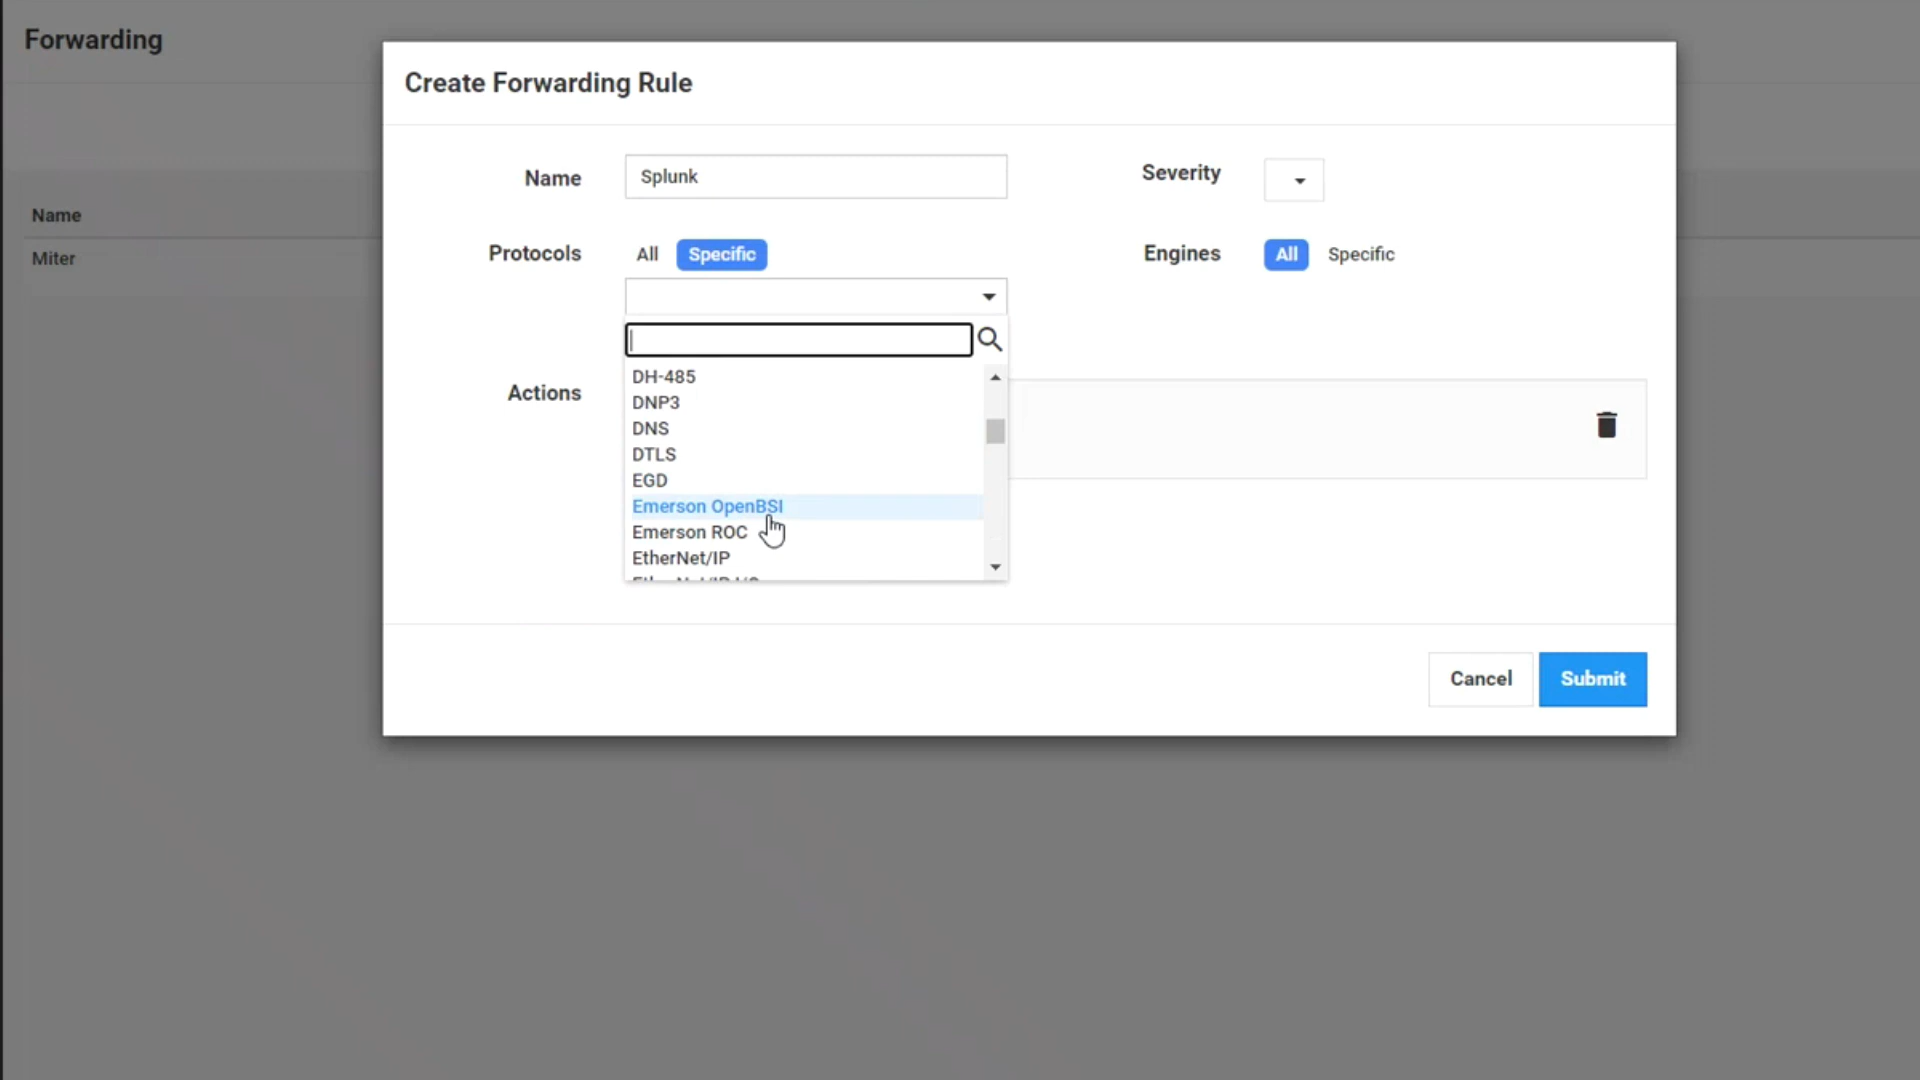 Forwarding
Create Forwarding Rule
Name
Splunk
Severity
Protocols
All
Specific
Engines
All
Specific
Name
Miter
Actions
DH-485
DNP3
DNS
DTLS
EGD
Emerson OpenBSI
Emerson ROC
EtherNet/IP
Cancel
Submit